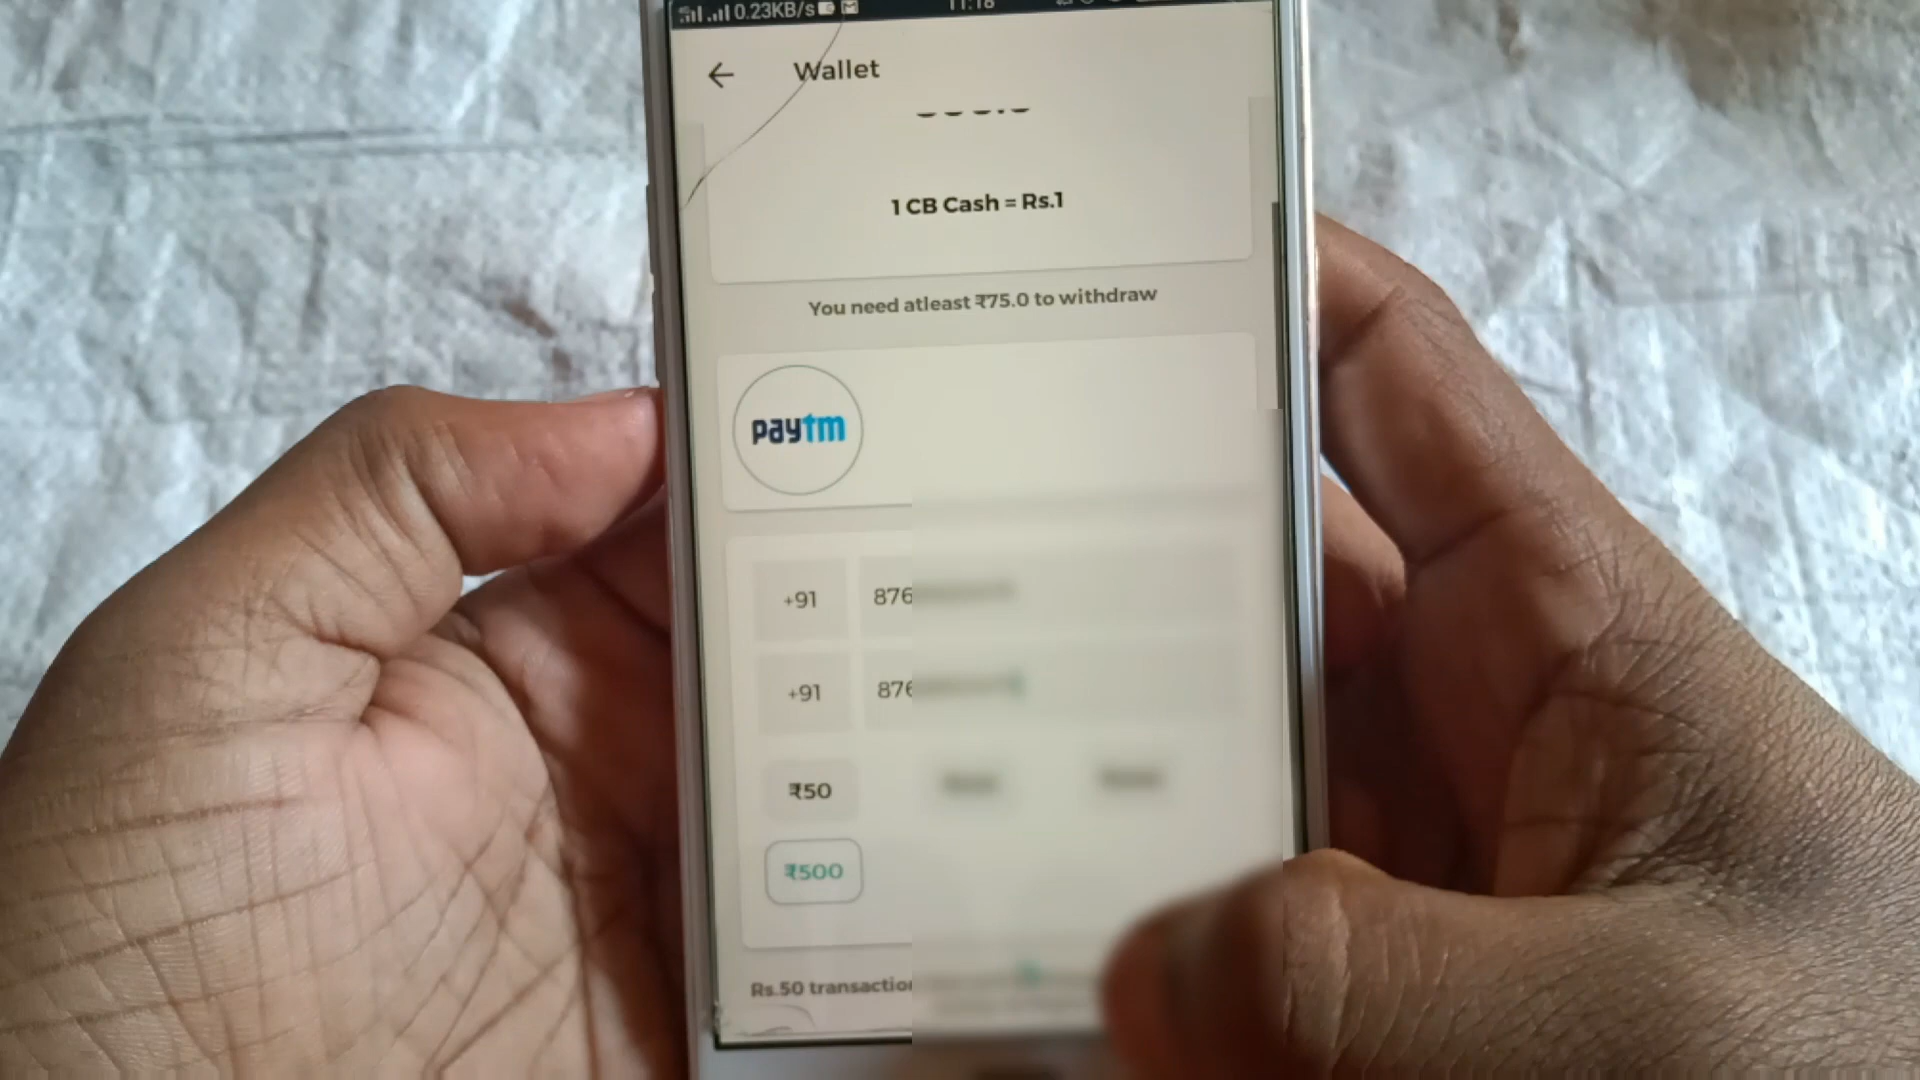 0.23KB/s 11:18
Wallet
1 CB Cash = Rs.1
You need atleast ₹75.0 to withdraw
paytm
+91 876
+91 876
₹50
₹500
Rs.50